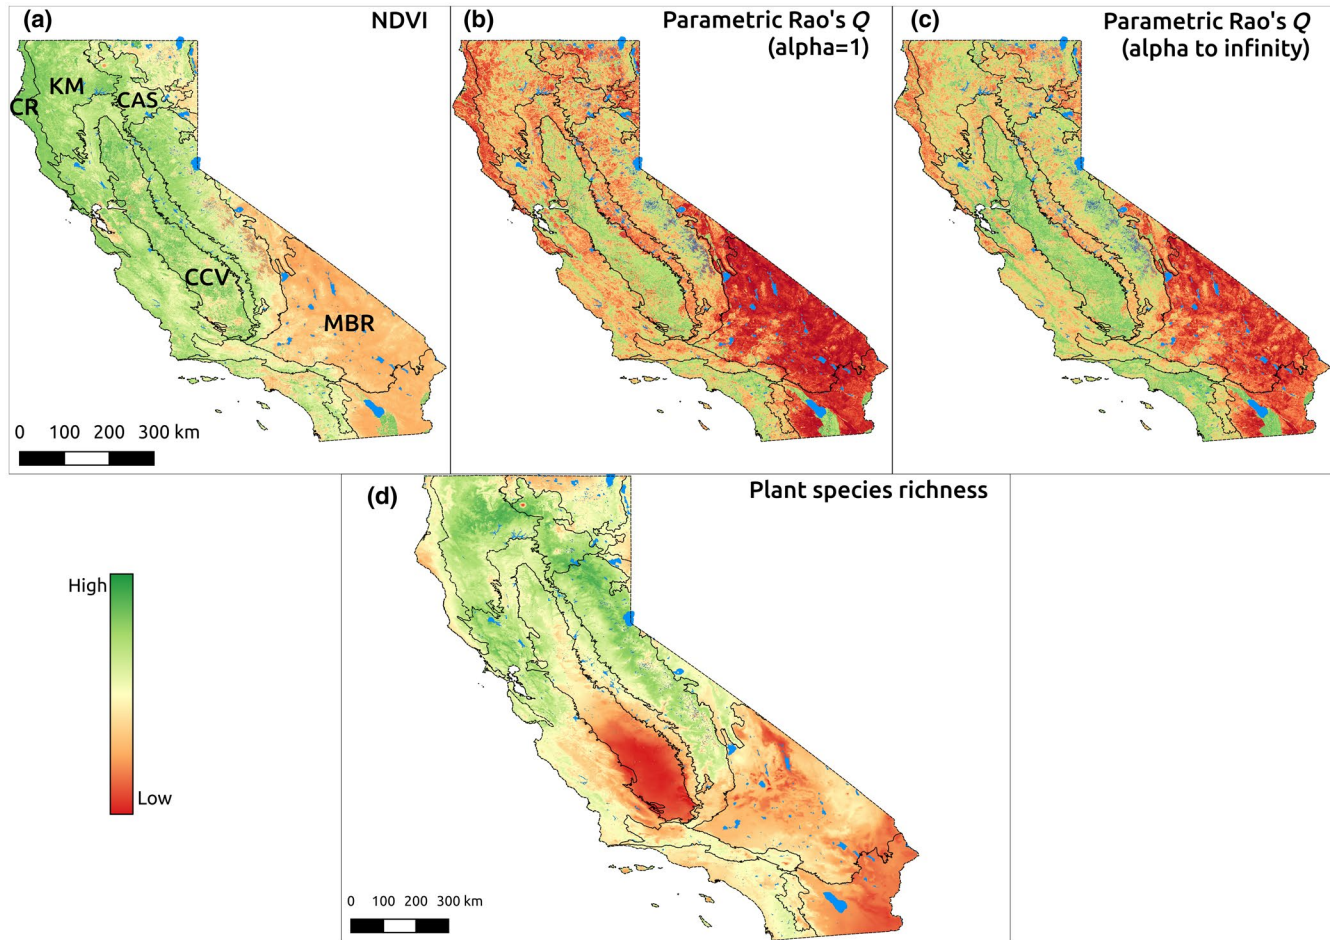 (a)
NDVI
KM
CR
CAS
CCV
MBR
0 100 200 300 km
(b)
Parametric Rao's Q
(alpha=1)
(c)
Parametric Rao's Q
(alpha to infinity)
(d)
Plant species richness
High
Low
0 100 200 300 km